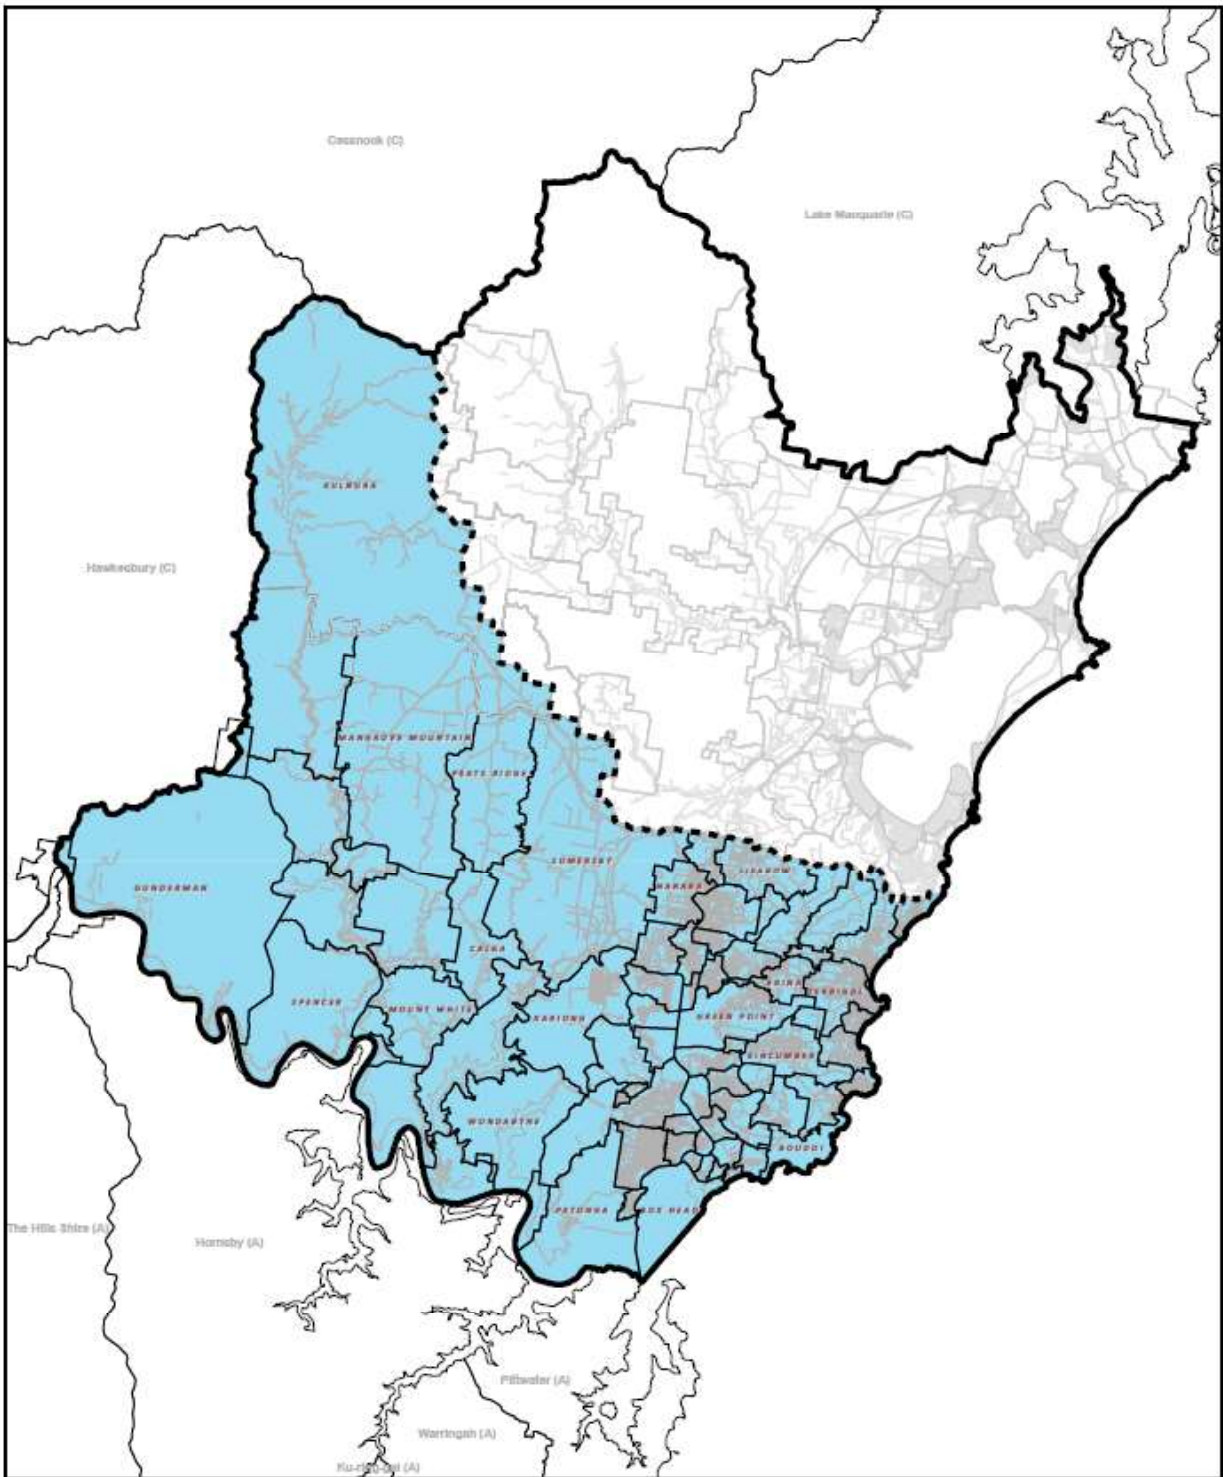 Cessnock (C)
Lake Macquarie (C)
KULNURA
Hawkesbury (C)
MANGROVE MOUNTAIN
PEATS RIDGE
SOMERSBY
LISAROW
GUNDERMAN
NARARA
CALGA
ERINA
TERRIGAL
SPENCER
MOUNT WHITE
KARIONG
GREEN POINT
KINCUMBER
WONDABYNE
BOUDDI
PATONGA
BOX HEAD
The Hills Shire (A)
Hornsby (A)
Pittwater (A)
Warringah (A)
Ku-ring-gai (A)